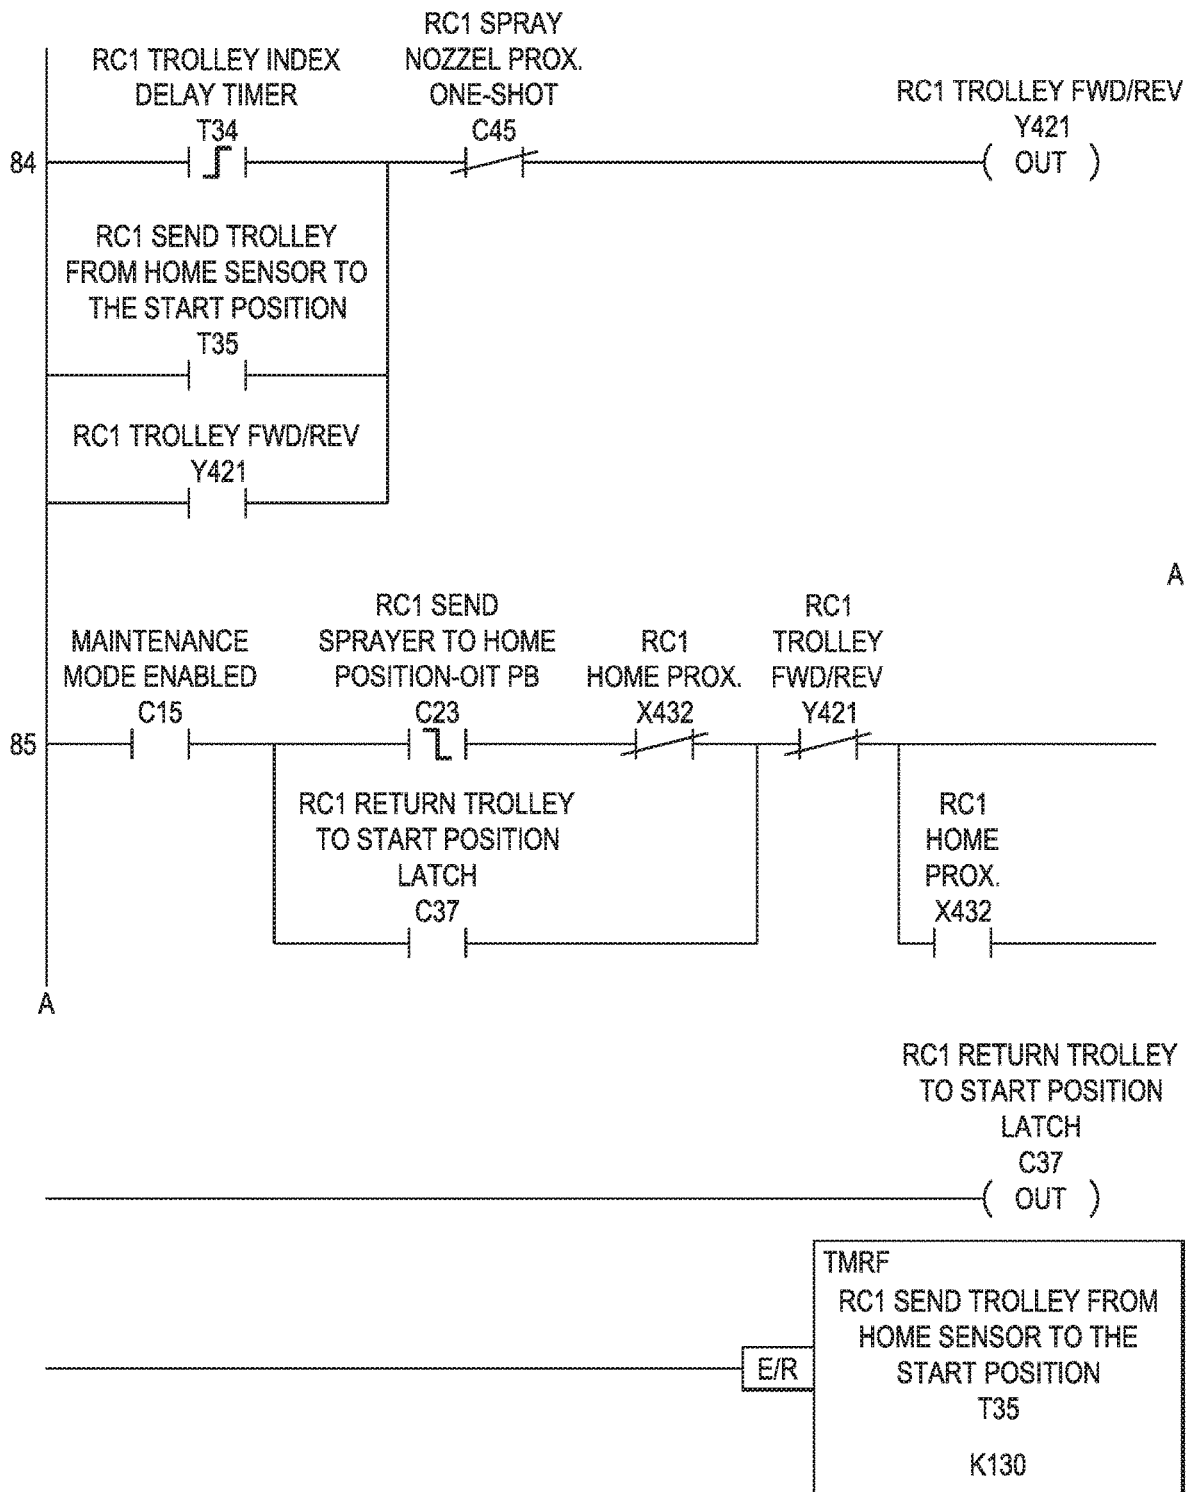 RC1 TROLLEY INDEX
DELAY TIMER
T34
RC1 SPRAY
NOZZEL PROX.
ONE-SHOT
C45
RC1 TROLLEY FWD/REV
Y421
84
( OUT )
RC1 SEND TROLLEY
FROM HOME SENSOR TO
THE START POSITION
T35
RC1 TROLLEY FWD/REV
Y421
A
MAINTENANCE
MODE ENABLED
C15
RC1 SEND
SPRAYER TO HOME
POSITION-OIT PB
C23
RC1
HOME PROX.
X432
RC1
TROLLEY
FWD/REV
Y421
85
RC1 RETURN TROLLEY
TO START POSITION
LATCH
C37
RC1
HOME
PROX.
X432
A
RC1 RETURN TROLLEY
TO START POSITION
LATCH
C37
( OUT )
TMRF
RC1 SEND TROLLEY FROM
HOME SENSOR TO THE
START POSITION
E/R
T35
K130